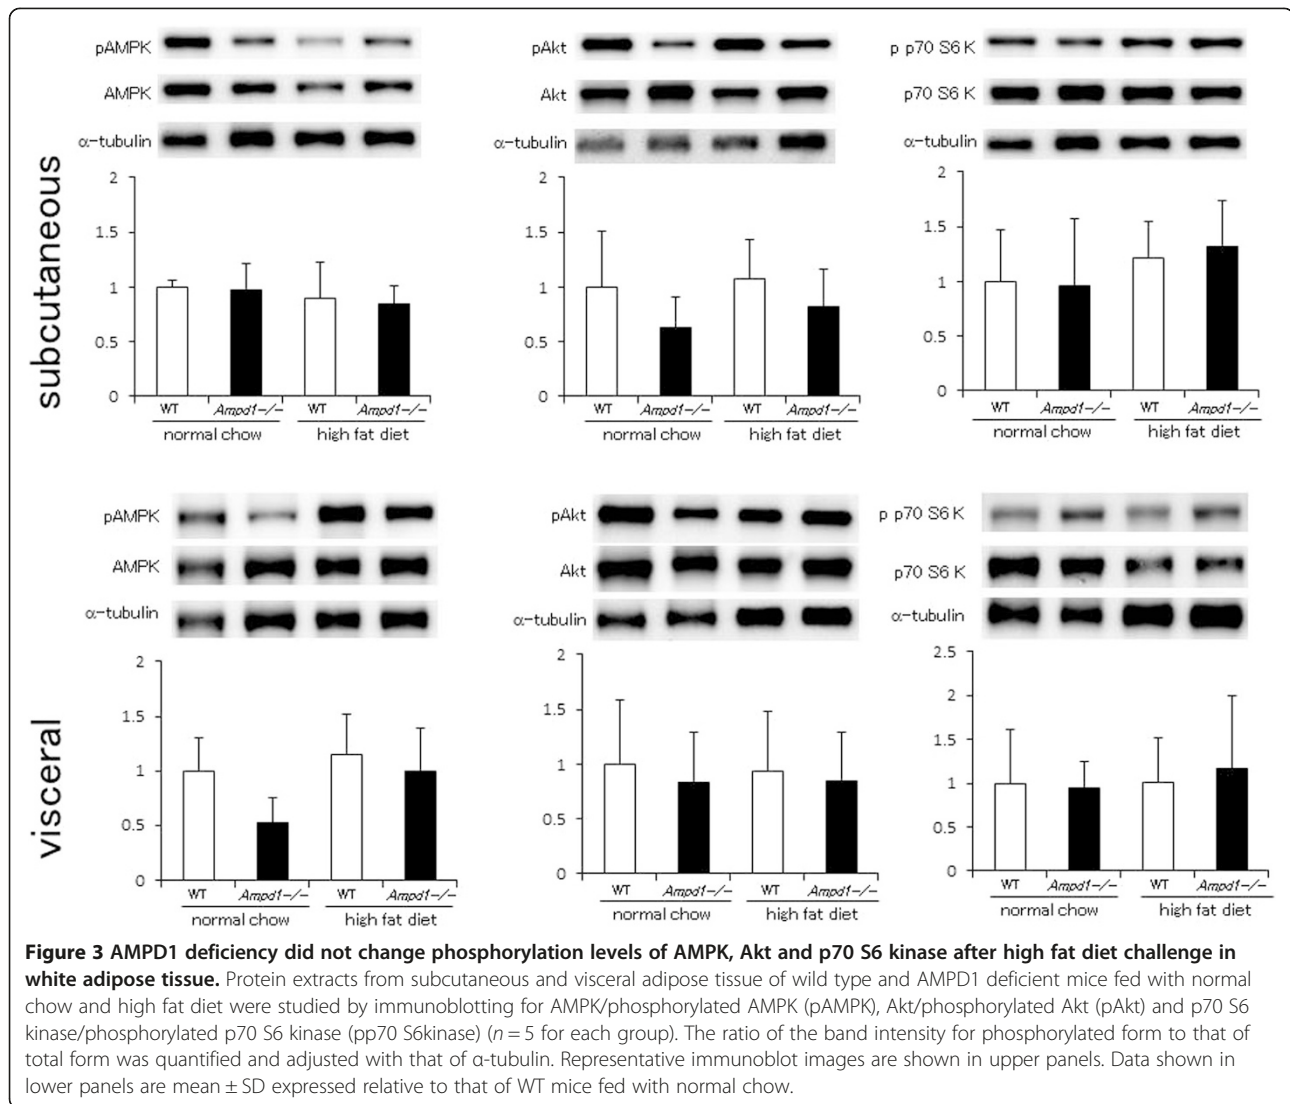 subcutaneous
pAMPK
AMPK
α-tubulin
2
1.5
1
0.5
0
WT Ampd1−/− WT Ampd1−/−
normal chow high fat diet
pAkt
Akt
α-tubulin
2
1.5
1
0.5
0
WT Ampd1−/− WT Ampd1−/−
normal chow high fat diet
p p70 S6 K
p70 S6 K
α-tubulin
2
1.5
1
0.5
0
WT Ampd1−/− WT Ampd1−/−
normal chow high fat diet
visceral
pAMPK
AMPK
α-tubulin
2
1.5
1
0.5
0
WT Ampd1−/− WT Ampd1−/−
normal chow high fat diet
pAkt
Akt
α-tubulin
2
1.5
1
0.5
0
WT Ampd1−/− WT Ampd1−/−
normal chow high fat diet
p p70 S6 K
p70 S6 K
α-tubulin
2.5
2
1.5
1
0.5
0
WT Ampd1−/− WT Ampd1−/−
normal chow high fat diet
Figure 3 AMPD1 deficiency did not change phosphorylation levels of AMPK, Akt and p70 S6 kinase after high fat diet challenge in
white adipose tissue. Protein extracts from subcutaneous and visceral adipose tissue of wild type and AMPD1 deficient mice fed with normal
chow and high fat diet were studied by immunoblotting for AMPK/phosphorylated AMPK (pAMPK), Akt/phosphorylated Akt (pAkt) and p70 S6
kinase/phosphorylated p70 S6 kinase (pp70 S6kinase) (n = 5 for each group). The ratio of the band intensity for phosphorylated form to that of
total form was quantified and adjusted with that of α-tubulin. Representative immunoblot images are shown in upper panels. Data shown in
lower panels are mean ± SD expressed relative to that of WT mice fed with normal chow.